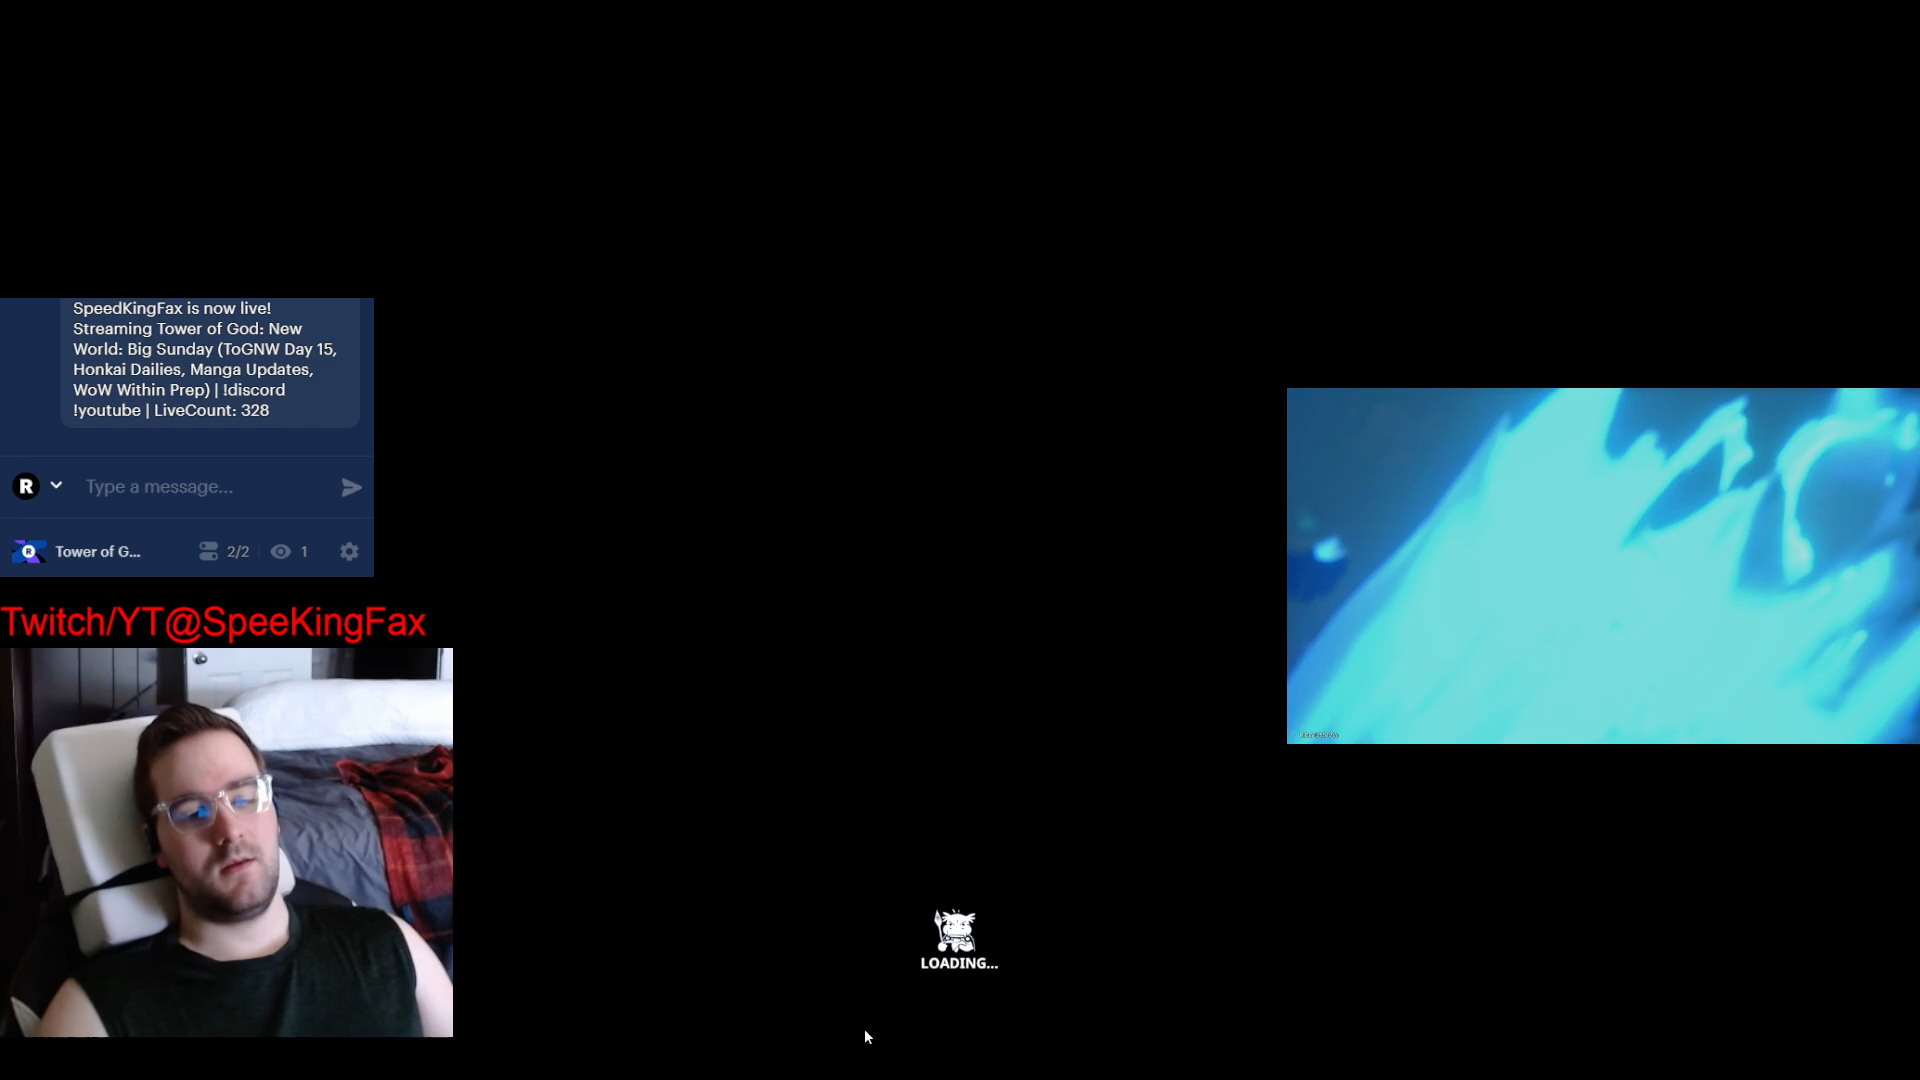 SpeedKingFax is now live!
Streaming Tower of God: New
World: Big Sunday (ToGNW Day 15,
Honkai Dailies, Manga Updates,
WoW Within Prep) | !discord
!youtube | LiveCount: 328
R
Type a message...
R
Tower of G...
2/2
1
Twitch/YT@SpeeKingFax
LOADING...